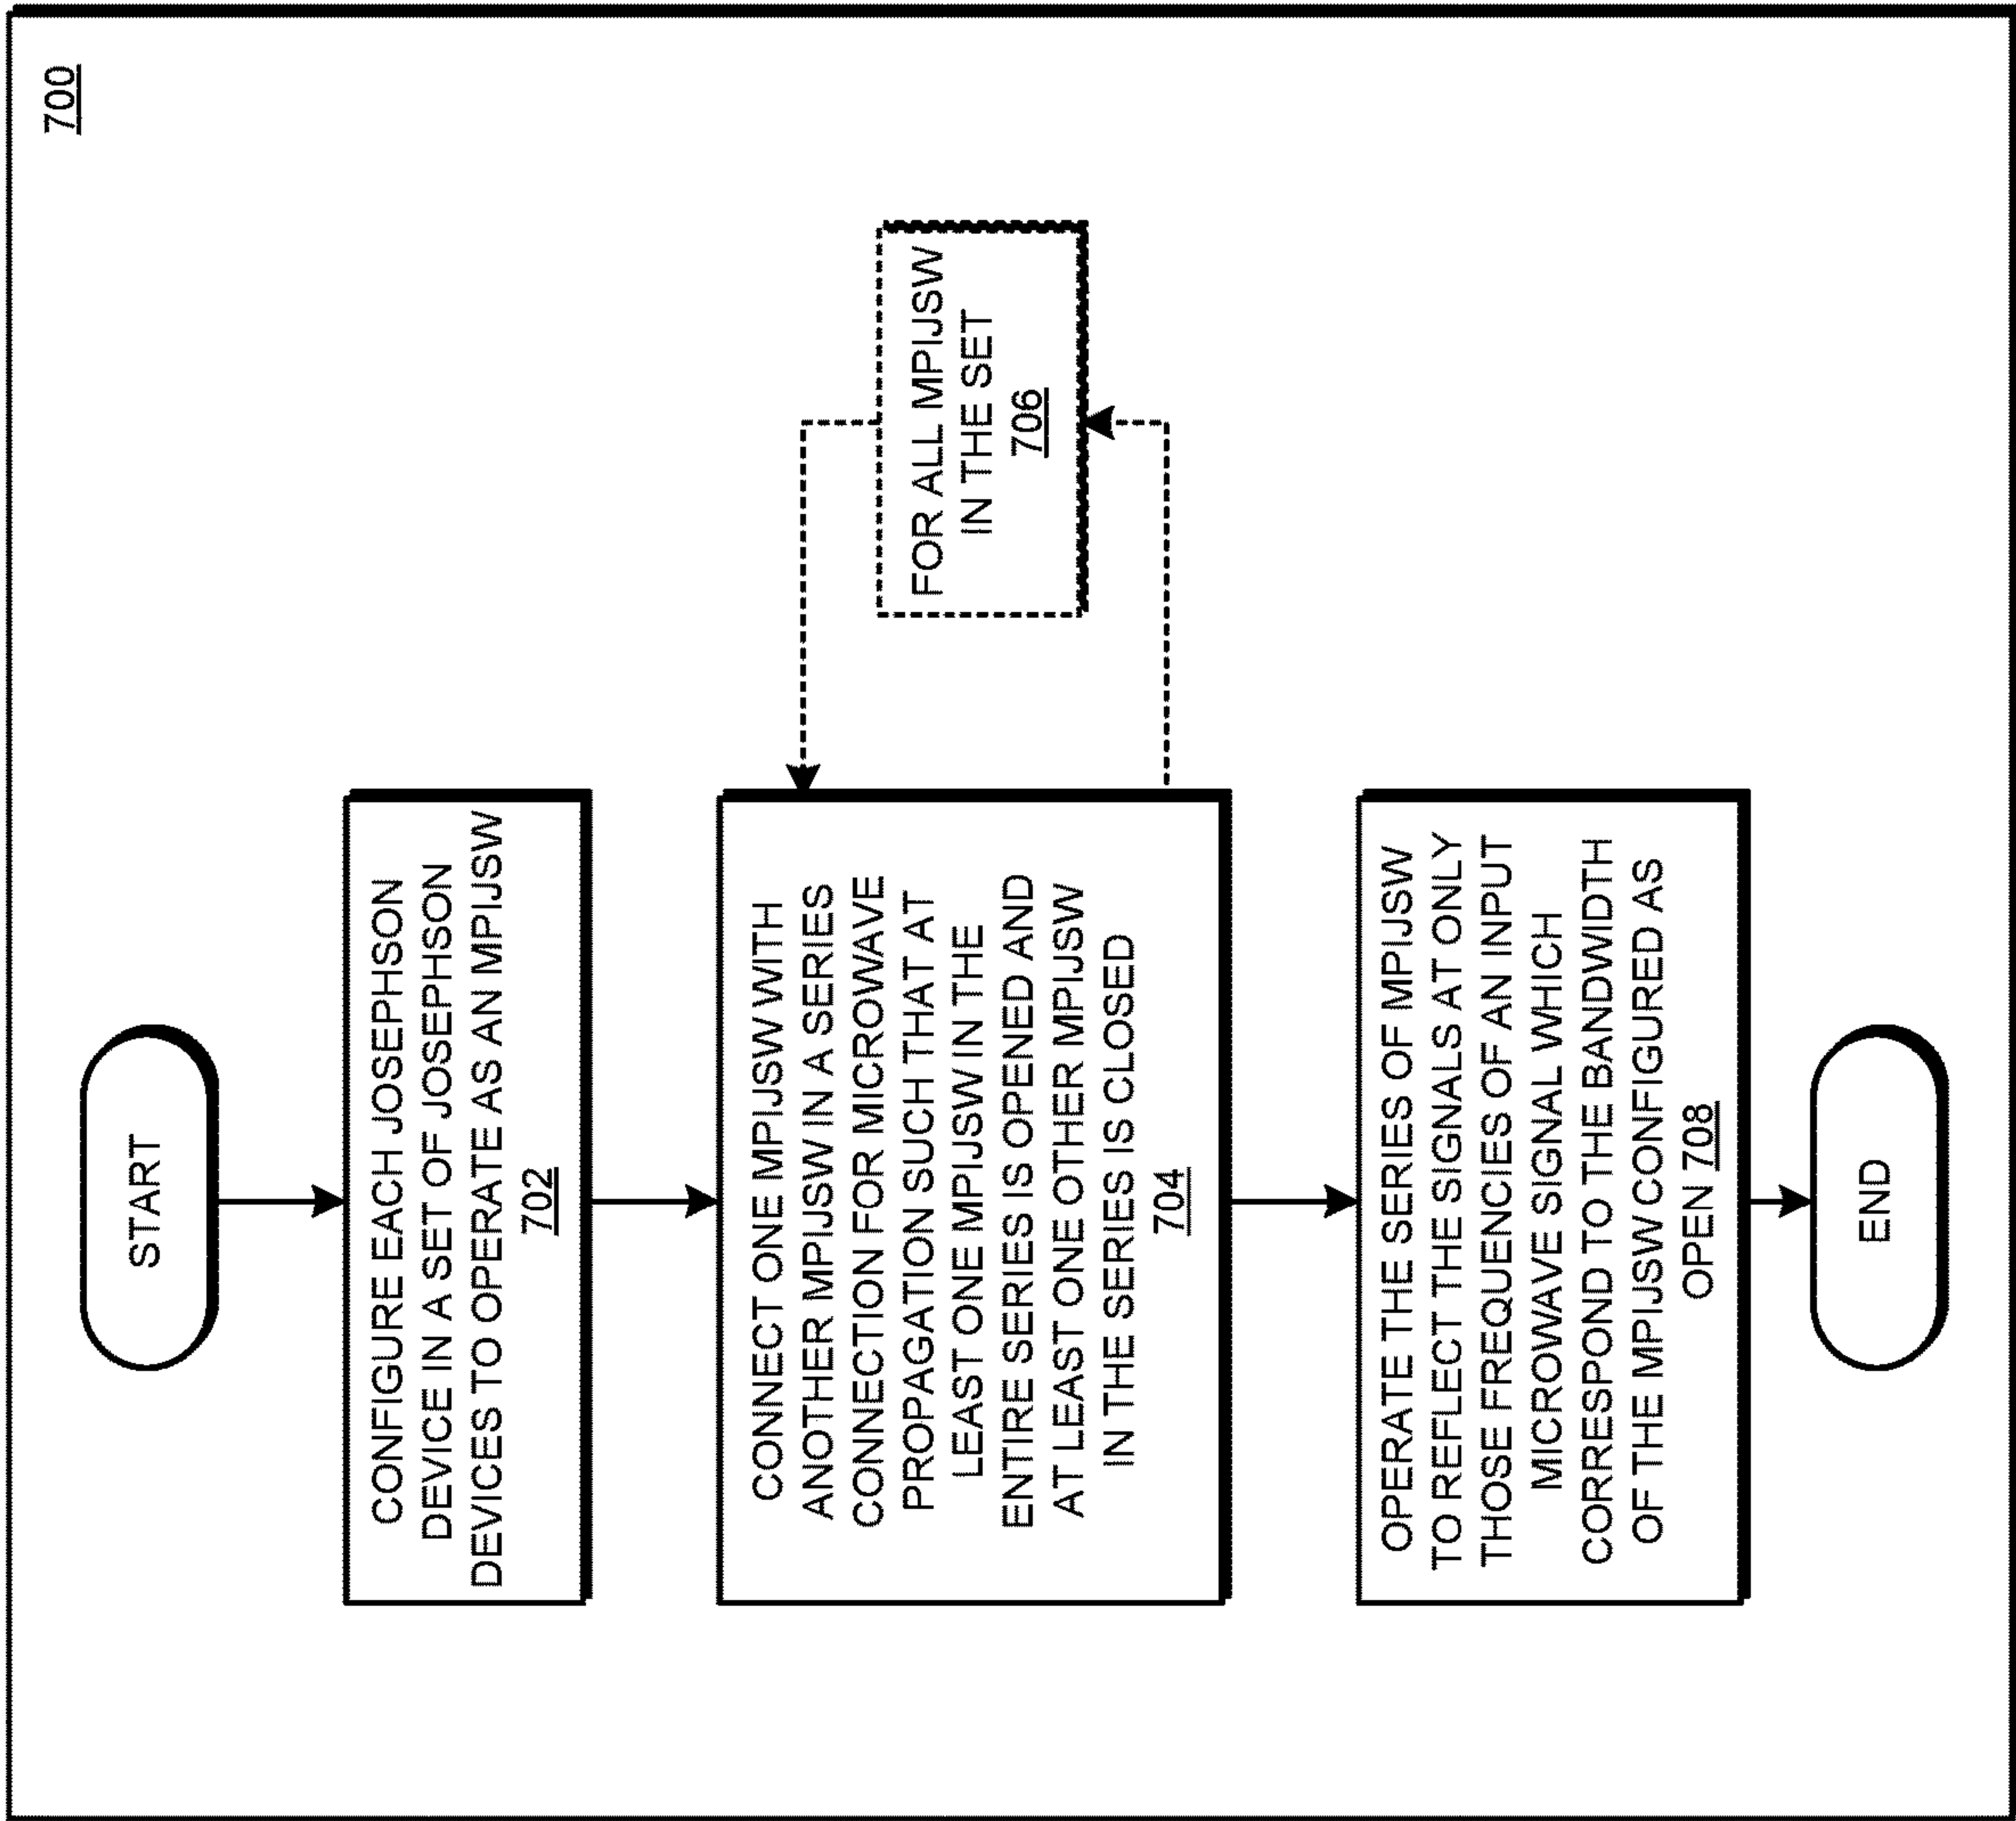 700
START
CONFIGURE EACH JOSEPHSON
DEVICE IN A SET OF JOSEPHSON
DEVICES TO OPERATE AS AN MPIJSW
702
CONNECT ONE MPIJSW WITH
ANOTHER MPIJSW IN A SERIES
CONNECTION FOR MICROWAVE
PROPAGATION SUCH THAT AT
LEAST ONE MPIJSW IN THE
ENTIRE SERIES IS OPENED AND
AT LEAST ONE OTHER MPIJSW
IN THE SERIES IS CLOSED
704
FOR ALL MPIJSW
IN THE SET
706
OPERATE THE SERIES OF MPIJSW
TO REFLECT THE SIGNALS AT ONLY
THOSE FREQUENCIES OF AN INPUT
MICROWAVE SIGNAL WHICH
CORRESPOND TO THE BANDWIDTH
OF THE MPIJSW CONFIGURED AS
OPEN 708
END